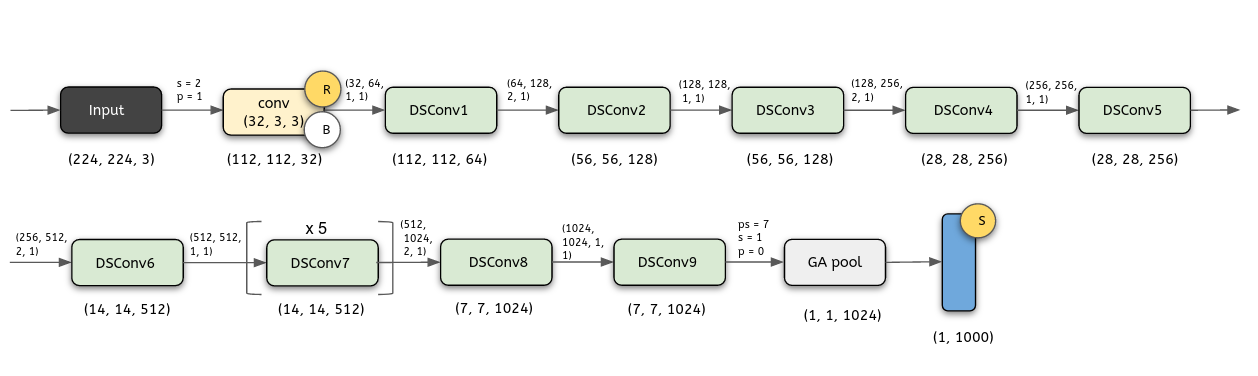 s = 2
p = 1
Input
conv
(32, 3, 3)
R
B
(32, 64,
1, 1)
DSConv1
(64, 128,
2, 1)
DSConv2
(128, 128,
1, 1)
DSConv3
(128, 256,
2, 1)
DSConv4
(256, 256,
1, 1)
DSConv5
(224, 224, 3)
(112, 112, 32)
(112, 112, 64)
(56, 56, 128)
(56, 56, 128)
(28, 28, 256)
(28, 28, 256)
(256, 512,
2, 1)
DSConv6
(512, 512,
1, 1)
x 5
DSConv7
(512,
1024,
2, 1)
DSConv8
(1024,
1024, 1,
1)
DSConv9
ps = 7
s = 1
p = 0
GA pool
S
(14, 14, 512)
(14, 14, 512)
(7, 7, 1024)
(7, 7, 1024)
(1, 1, 1024)
(1, 1000)